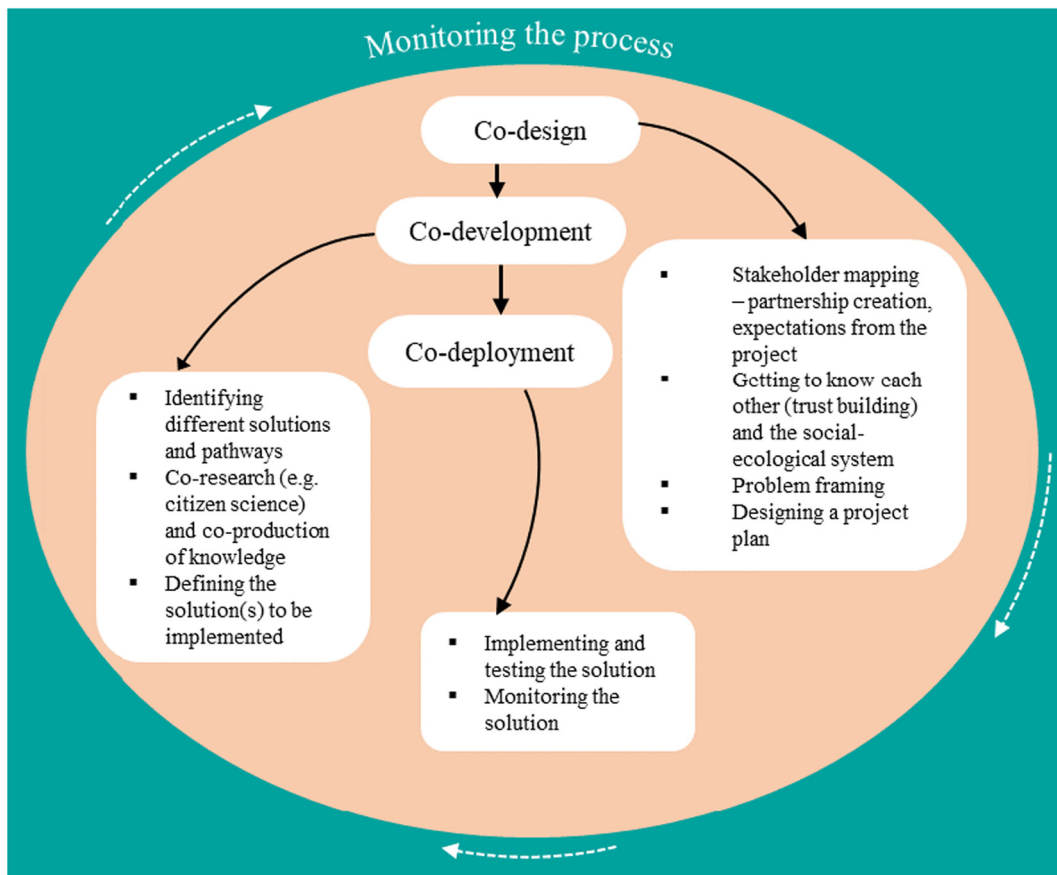 Monitoring the process
Co-design
Co-development
Co-deployment
▪ Stakeholder mapping
– partnership creation,
expectations from the
project
▪ Getting to know each
other (trust building)
and the social-
ecological system
▪ Problem framing
▪ Designing a project
plan
▪ Identifying
different solutions
and pathways
▪ Co-research (e.g.
citizen science)
and co-production
of knowledge
▪ Defining the
solution(s) to be
implemented
▪ Implementing and
testing the solution
▪ Monitoring the
solution